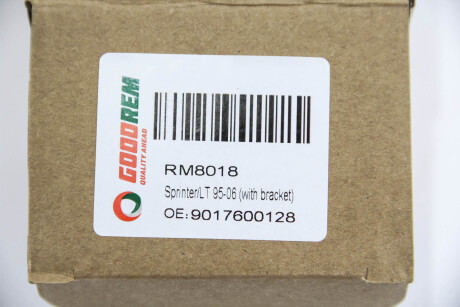 GOODREM
QUALITY AHEAD
RM8018
Sprinter/LT 95-06 (with bracket)
OE: 9017600128